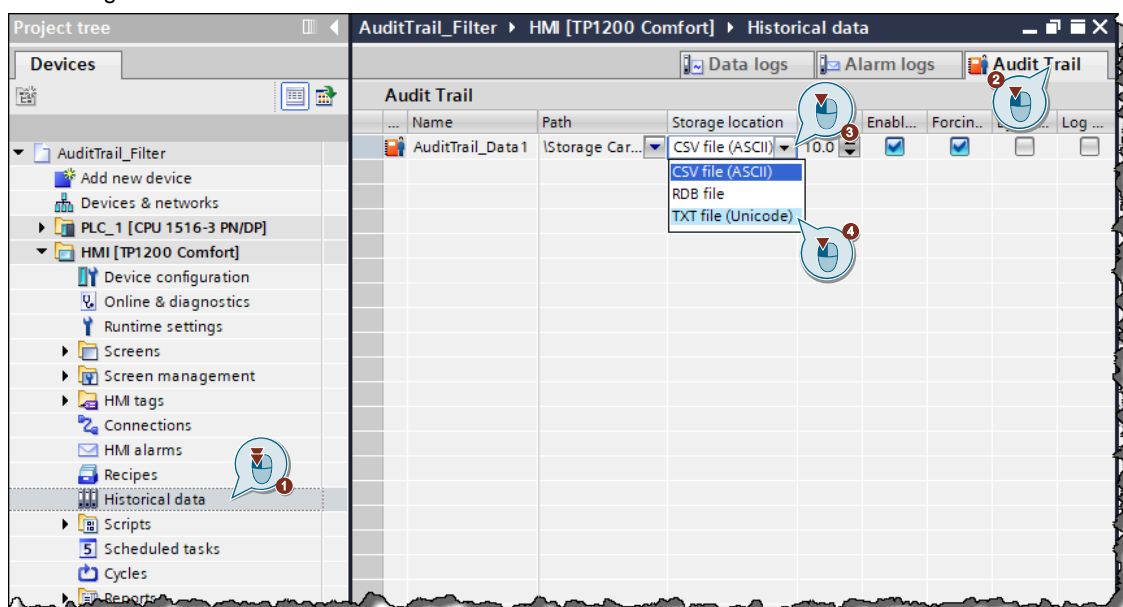 Project tree
AuditTrail_Filter ▸ HMI [TP1200 Comfort] ▸ Historical data
Devices
Data logs
Alarm logs
Audit Trail
2
Audit Trail
...
Name
Path
Storage location
3
Enabl...
Forcin..
Log ...
AuditTrail_Data1
\Storage Car...
CSV file (ASCII)
10.0
CSV file (ASCII)
RDB file
TXT file (Unicode)
4
AuditTrail_Filter
Add new device
Devices & networks
PLC_1 [CPU 1516-3 PN/DP]
HMI [TP1200 Comfort]
Device configuration
Online & diagnostics
Runtime settings
Screens
Screen management
HMI tags
Connections
HMI alarms
Recipes
1
Historical data
Scripts
5
Scheduled tasks
Cycles
Reports